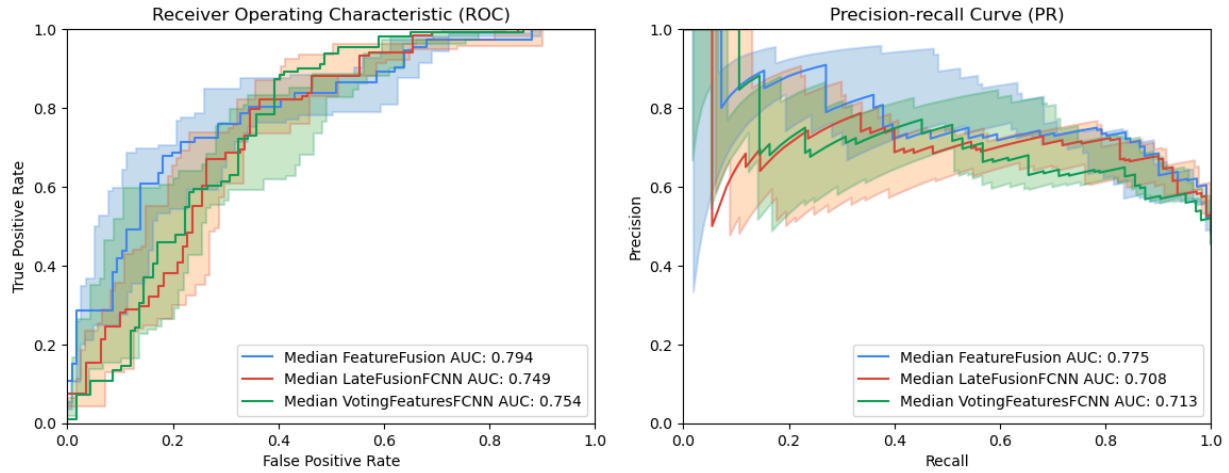 Receiver Operating Characteristic (ROC)
True Positive Rate
1.0
0.8
0.6
0.4
0.2
0.0
Median FeatureFusion AUC: 0.794
Median LateFusionFCNN AUC: 0.749
Median VotingFeaturesFCNN AUC: 0.754
0.0 0.2 0.4 0.6 0.8 1.0
False Positive Rate
Precision-recall Curve (PR)
Precision
1.0
0.8
0.6
0.4
0.2
0.0
Median FeatureFusion AUC: 0.775
Median LateFusionFCNN AUC: 0.708
Median VotingFeaturesFCNN AUC: 0.713
0.0 0.2 0.4 0.6 0.8 1.0
Recall